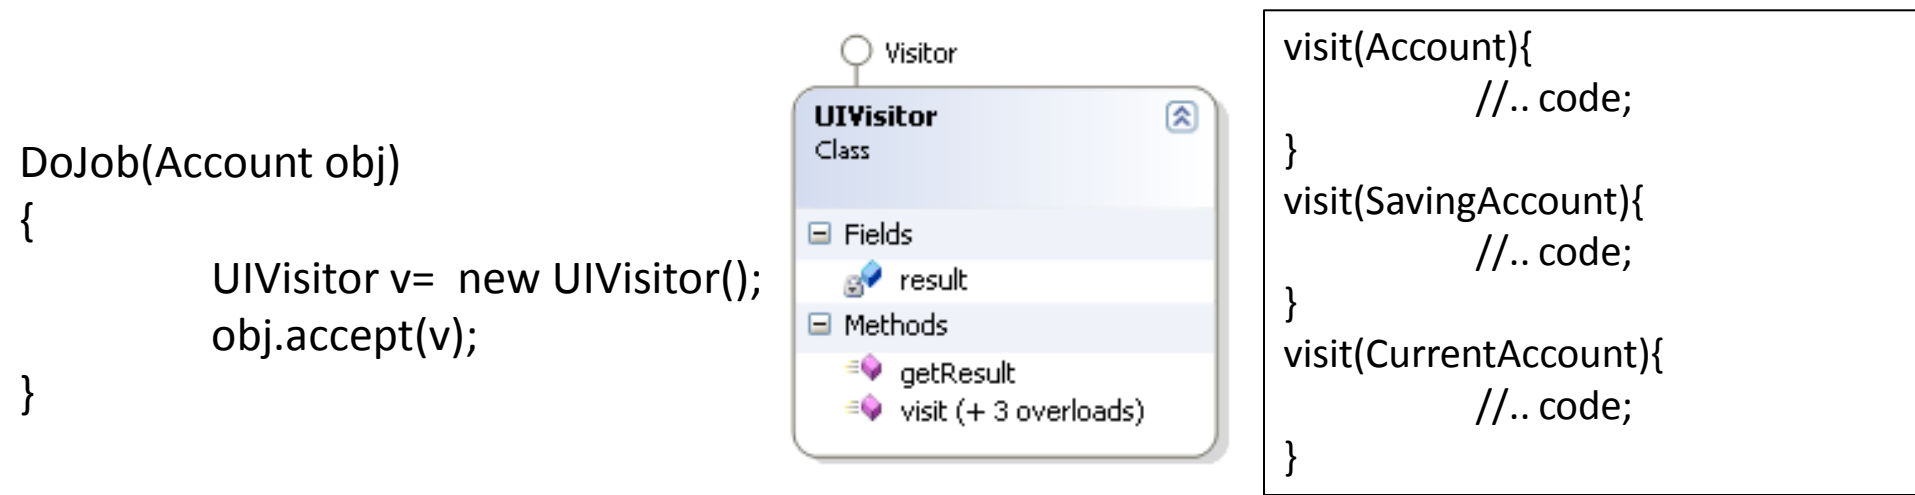 DoJob(Account obj)
{
UIVisitor v=  new UIVisitor();
obj.accept(v);
}
Visitor
UIVisitor
Class
Fields
result
Methods
getResult
visit (+ 3 overloads)
visit(Account){
//.. code;
}
visit(SavingAccount){
//.. code;
}
visit(CurrentAccount){
//.. code;
}